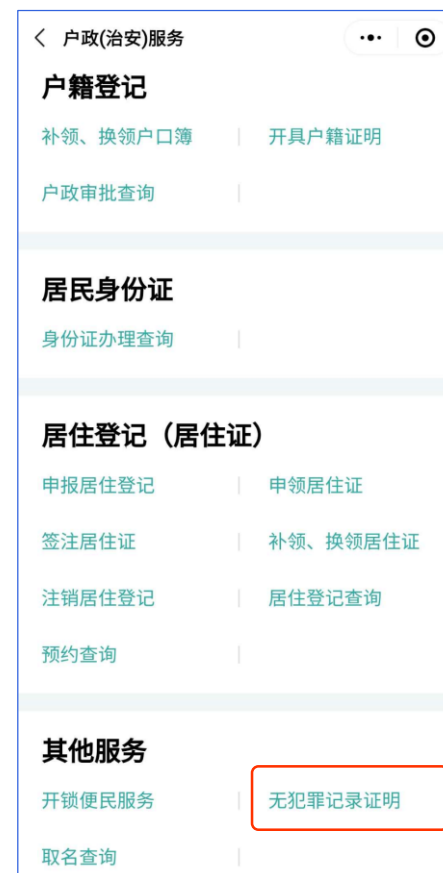 户政(治安)服务
户籍登记
补领、换领户口簿 开具户籍证明
户政审批查询
居民身份证
身份证办理查询
居住登记（居住证）
申报居住登记 申领居住证
签注居住证 补领、换领居住证
注销居住登记 居住登记查询
预约查询
其他服务
开锁便民服务 无犯罪记录证明
取名查询